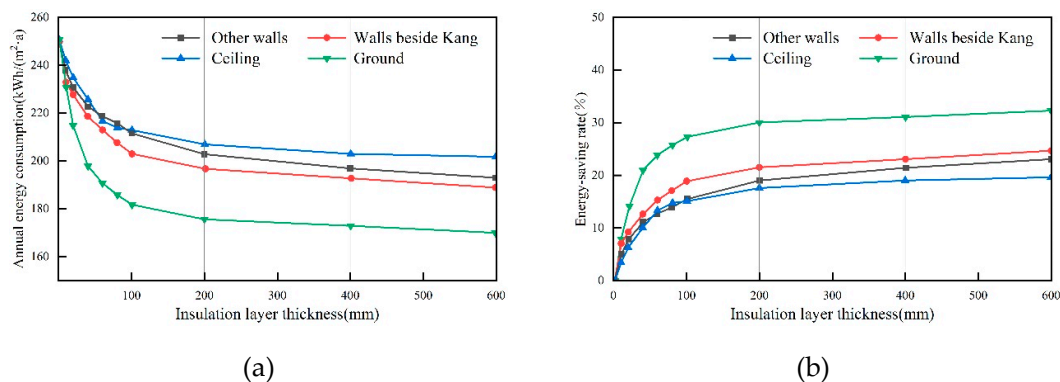 260
240
220
200
180
160
100
200
300
400
500
600
Annual energy consumption(kWh/(m²·a)
Insulation layer thickness(mm)
Other walls
Walls beside Kang
Ceiling
Ground
(a)
50
40
30
20
10
0
0
100
200
300
400
500
600
Energy-saving rate(%)
Insulation layer thickness(mm)
Other walls
Walls beside Kang
Ceiling
Ground
(b)